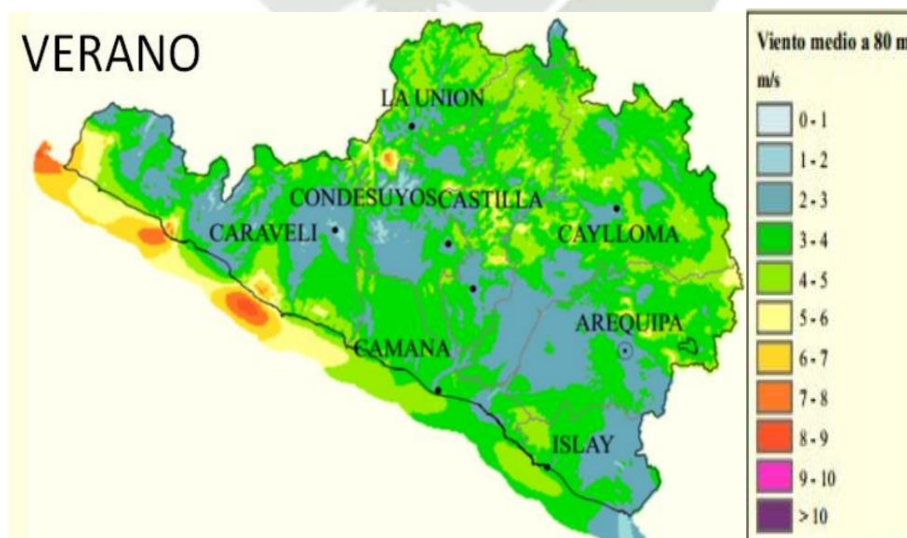 VERANO
LA UNION
CONDESUYOS CASTILLA
CARAVELI
CAYLLOMA
AREQUIPA
CAMANA
ISLAY
Viento medio a 80 m
m/s
0 - 1
1 - 2
2 - 3
3 - 4
4 - 5
5 - 6
6 - 7
7 - 8
8 - 9
9 - 10
> 10